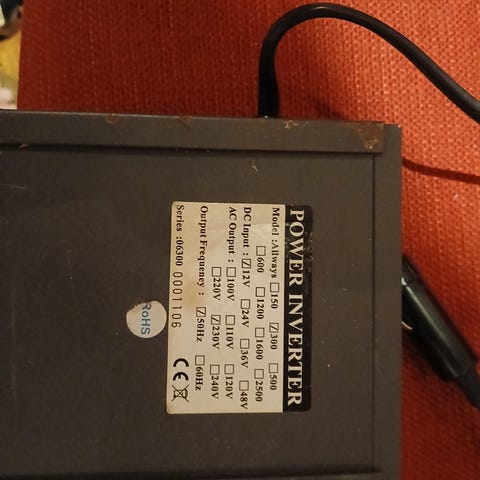 POWER INVERTER
Model :Allways ☐150 ☑300 ☐500
☐600 ☐1200 ☐1600 ☐2500
DC Input : ☑12V ☐24V ☐36V ☐48V
AC Output : ☐100V ☐110V ☐120V
☐220V ☑230V ☐240V
Output Frequency : ☑50Hz ☐60Hz
Series :06300 0001106
CE
RoHS